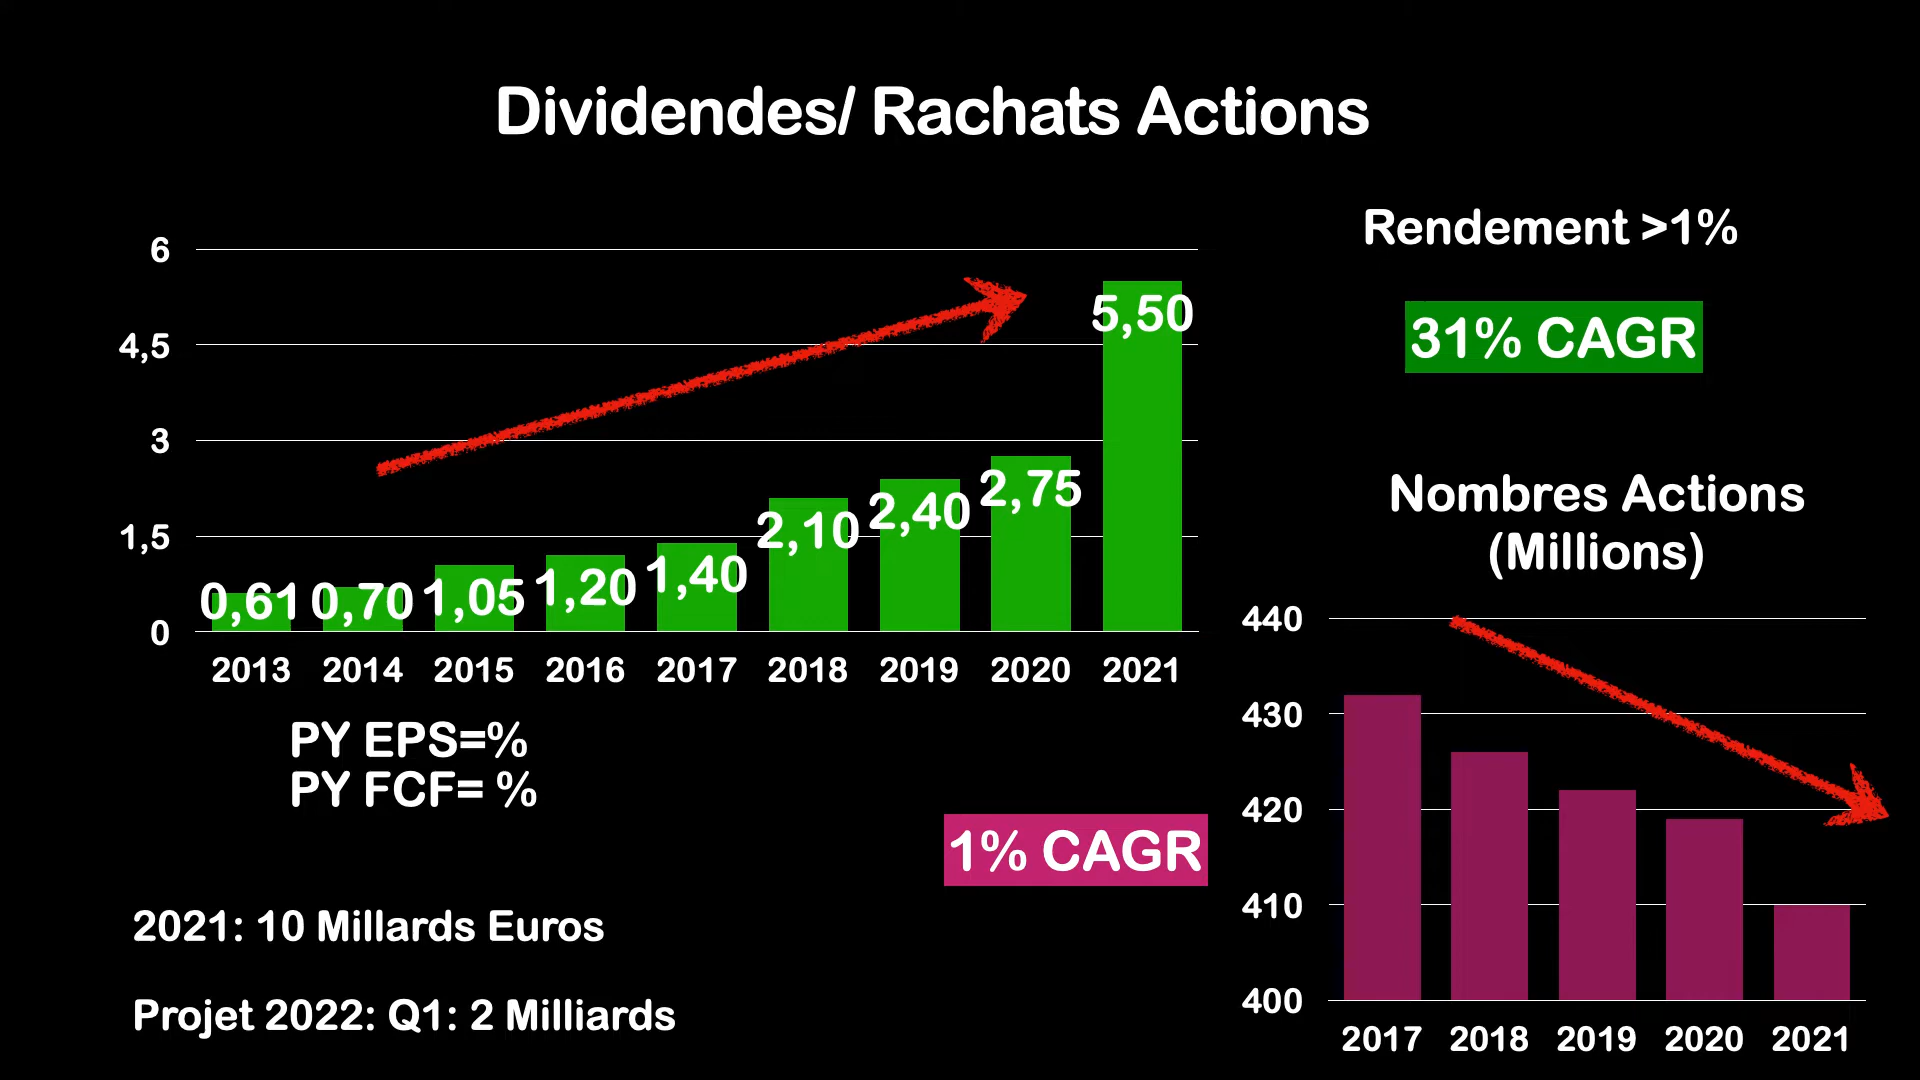 Dividendes/ Rachats Actions
Rendement >1%
31% CAGR
6
4,5
3
1,5
0
0,61 0,70 1,05 1,20 1,40 2,10 2,40 2,75 5,50
2013 2014 2015 2016 2017 2018 2019 2020 2021
PY EPS=%
PY FCF= %
1% CAGR
2021: 10 Millards Euros
Projet 2022: Q1: 2 Milliards
Nombres Actions
(Millions)
440
430
420
410
400
2017 2018 2019 2020 2021